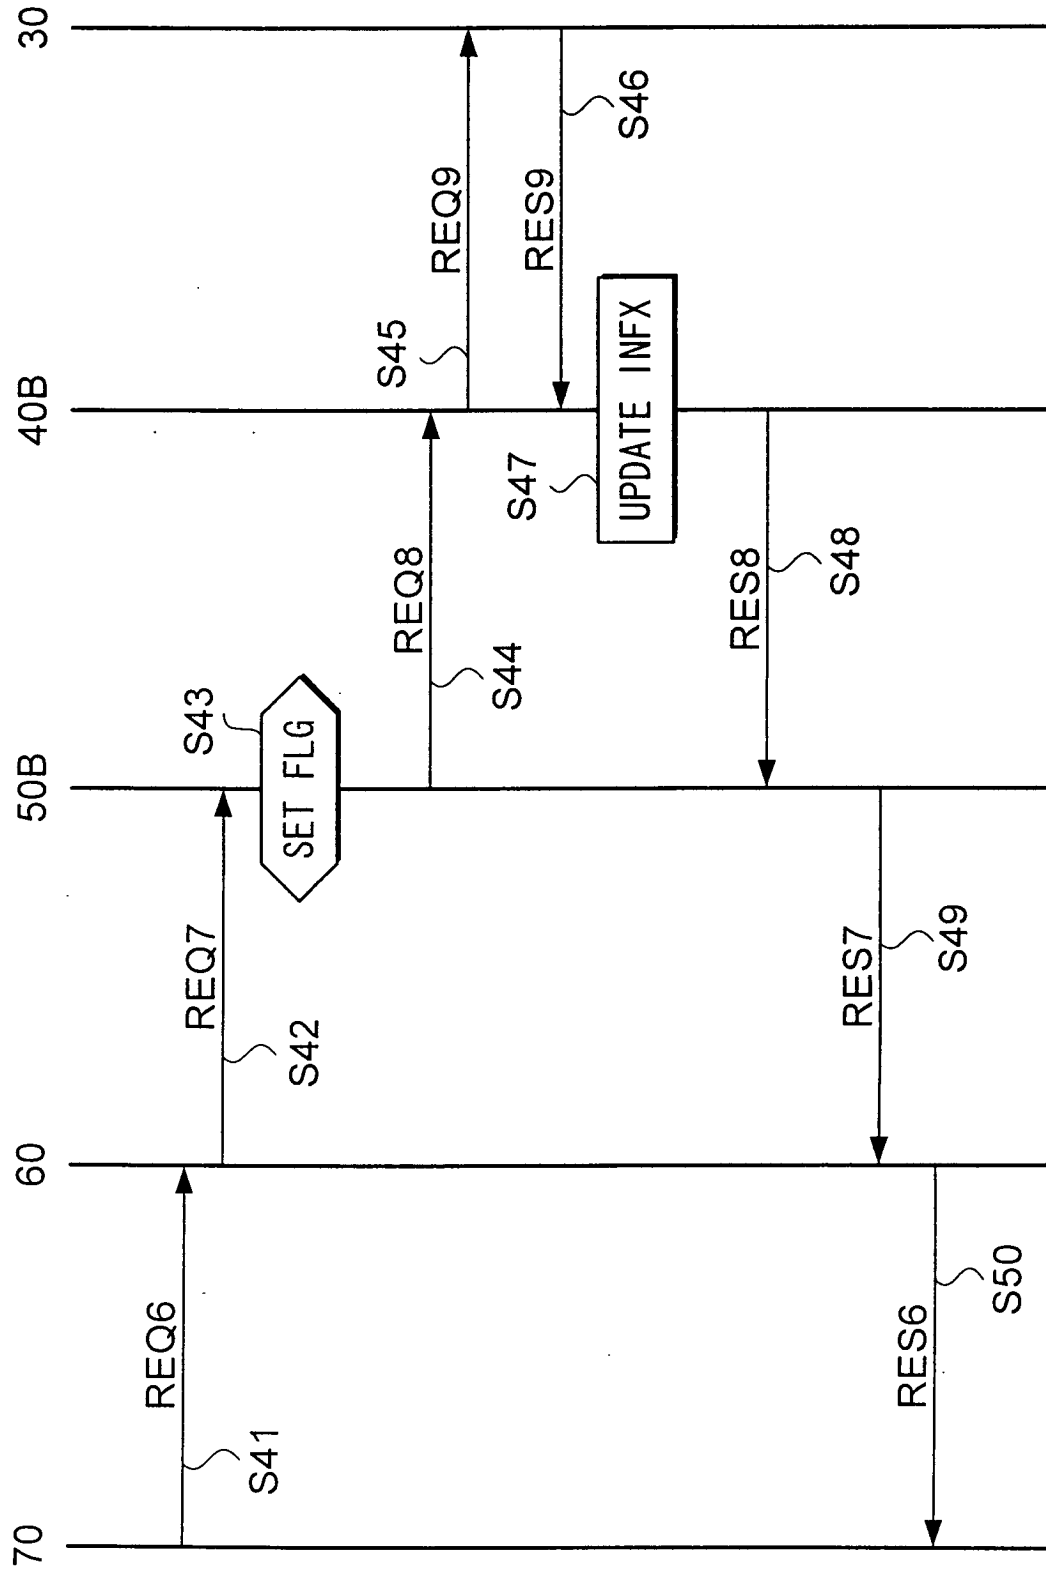 70
60
50B
40B
30
REQ6
S41
REQ7
S42
S43
SET FLG
REQ8
S44
S45
REQ9
RES9
S46
S47
UPDATE INFX
RES8
S48
RES7
S49
RES6
S50